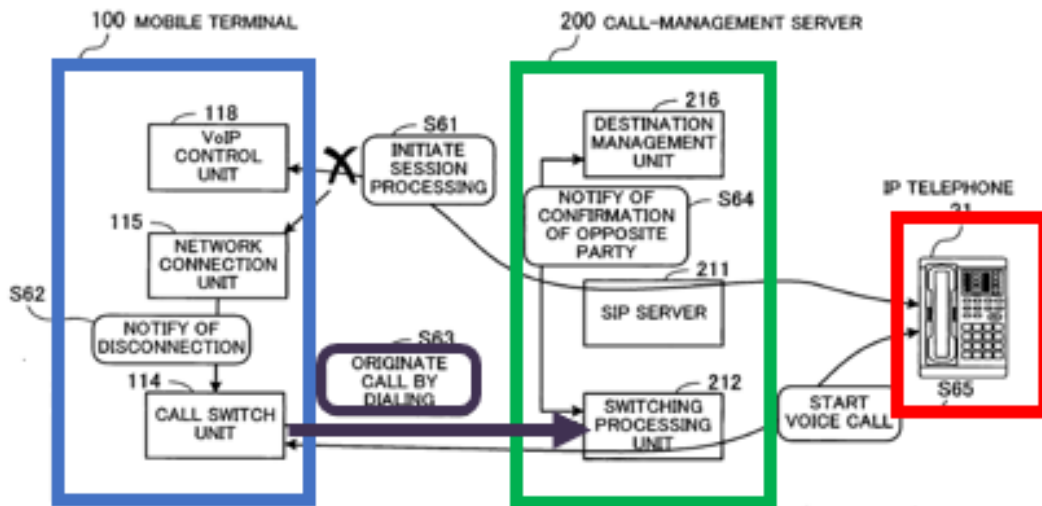 100 MOBILE TERMINAL
200 CALL-MANAGEMENT SERVER
118
VoIP
CONTROL
UNIT
S61
INITIATE
SESSION
PROCESSING
216
DESTINATION
MANAGEMENT
UNIT
X
S64
NOTIFY OF
CONFIRMATION
OF OPPOSITE
PARTY
IP TELEPHONE
115
NETWORK
CONNECTION
UNIT
211
SIP SERVER
S62
NOTIFY OF
DISCONNECTION
S63
ORIGINATE
CALL BY
DIALING
114
CALL SWITCH
UNIT
212
SWITCHING
PROCESSING
UNIT
START
VOICE CALL
S65